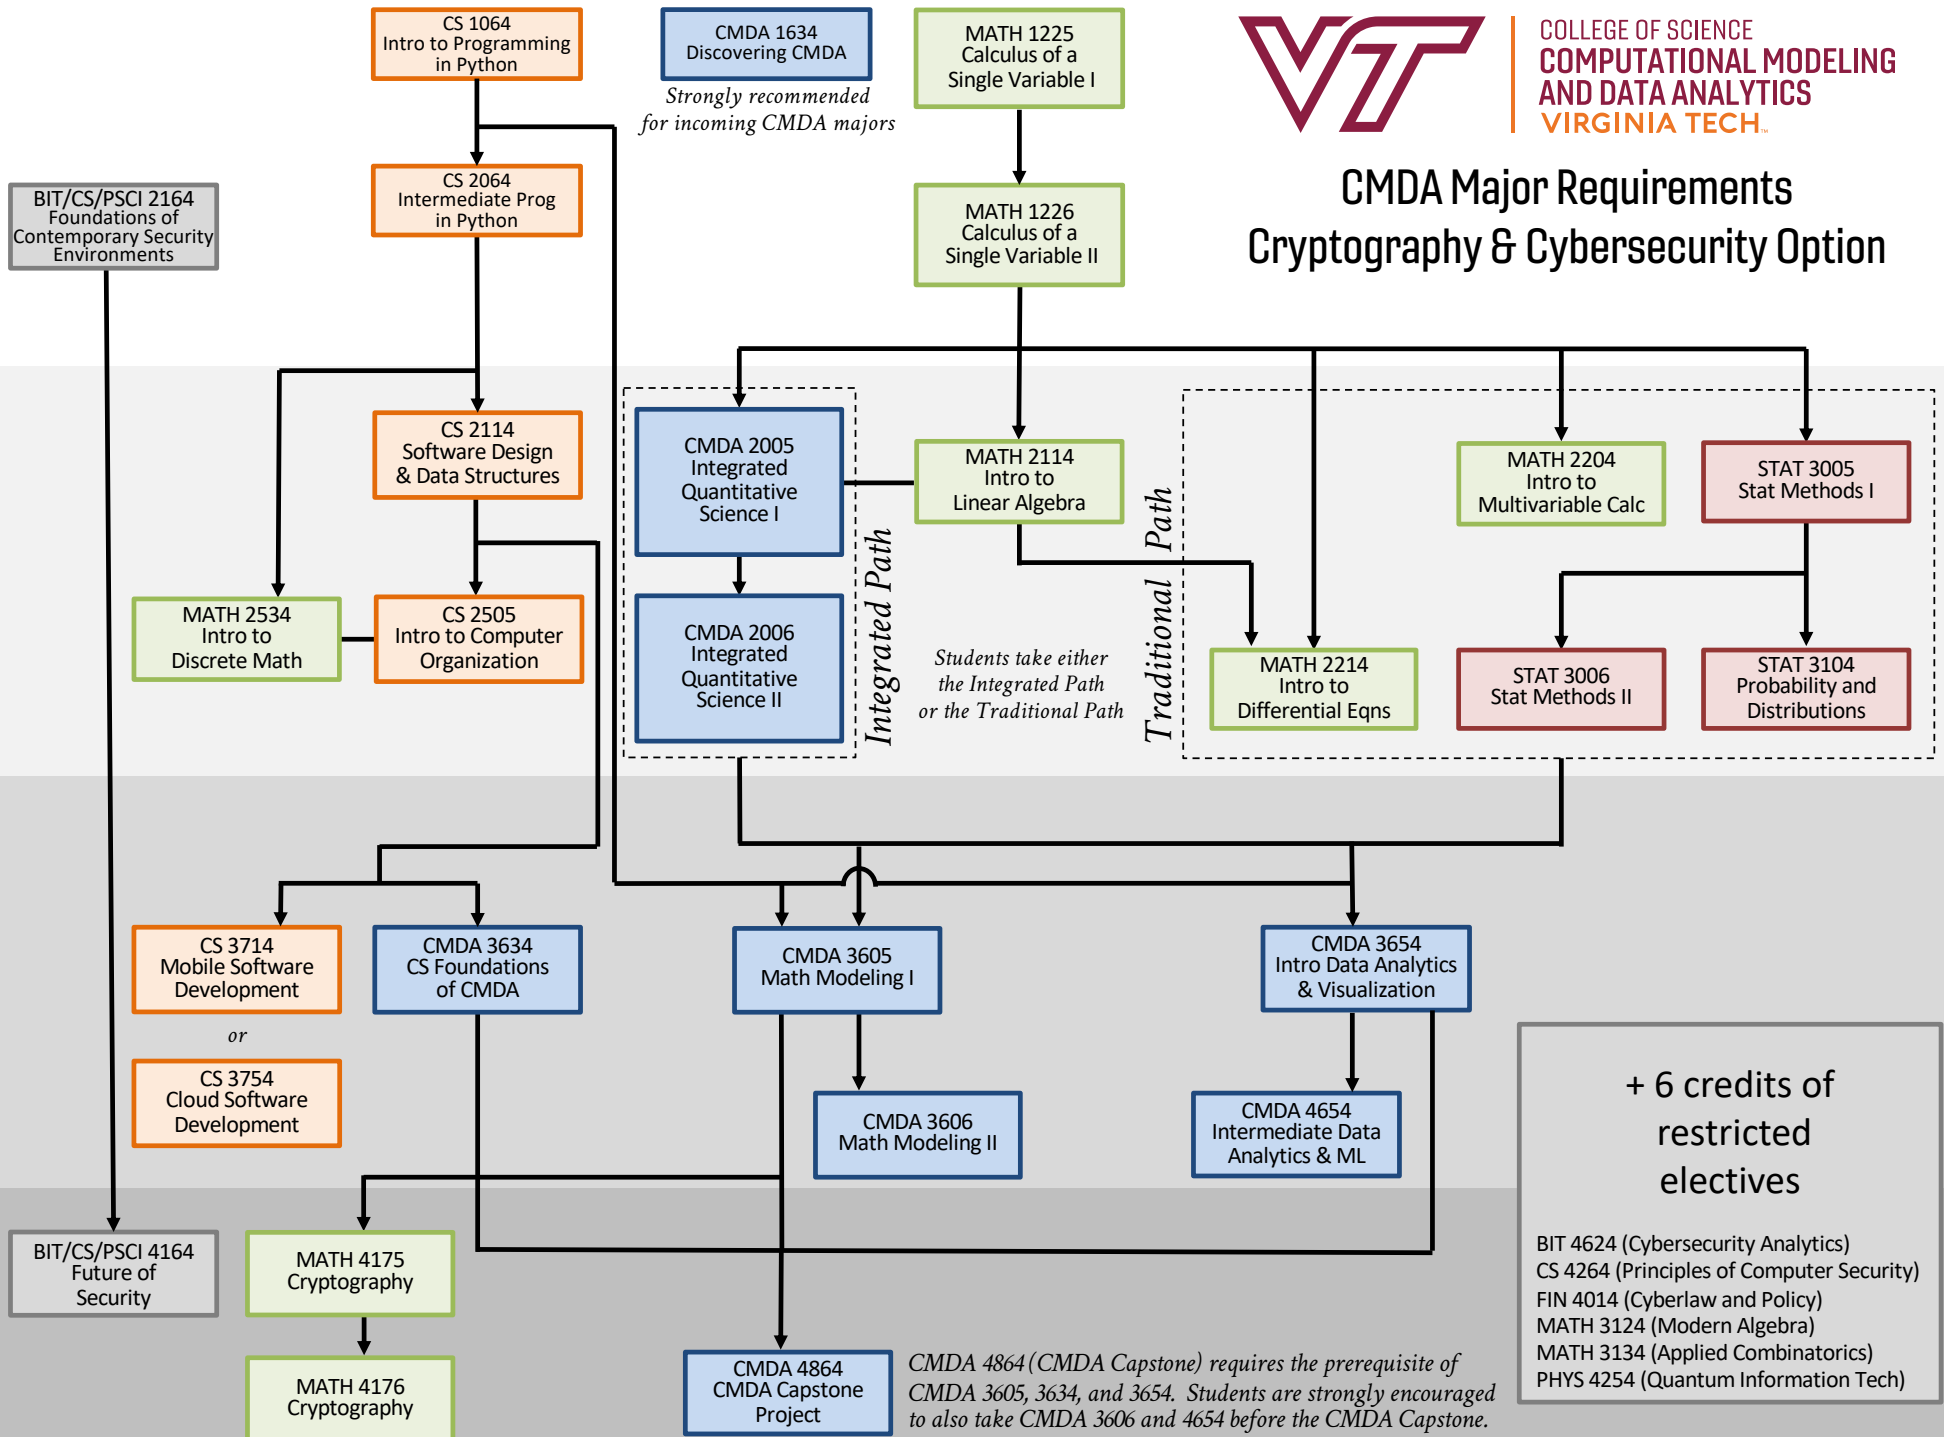 CS 1064
Intro to Programming
in Python
CMDA 1634
Discovering CMDA
Strongly recommended
for incoming CMDA majors
MATH 1225
Calculus of a
Single Variable I
VT
COLLEGE OF SCIENCE
COMPUTATIONAL MODELING
AND DATA ANALYTICS
VIRGINIA TECH™
CMDA Major Requirements
Cryptography & Cybersecurity Option
BIT/CS/PSCI 2164
Foundations of
Contemporary Security
Environments
CS 2064
Intermediate Prog
in Python
MATH 1226
Calculus of a
Single Variable II
CS 2114
Software Design
& Data Structures
CMDA 2005
Integrated
Quantitative
Science I
MATH 2114
Intro to
Linear Algebra
MATH 2204
Intro to
Multivariable Calc
STAT 3005
Stat Methods I
Integrated Path
Traditional Path
MATH 2534
Intro to
Discrete Math
CS 2505
Intro to Computer
Organization
CMDA 2006
Integrated
Quantitative
Science II
Students take either
the Integrated Path
or the Traditional Path
MATH 2214
Intro to
Differential Eqns
STAT 3006
Stat Methods II
STAT 3104
Probability and
Distributions
CS 3714
Mobile Software
Development
or
CS 3754
Cloud Software
Development
CMDA 3634
CS Foundations
of CMDA
CMDA 3605
Math Modeling I
CMDA 3654
Intro Data Analytics
& Visualization
CMDA 3606
Math Modeling II
CMDA 4654
Intermediate Data
Analytics & ML
+ 6 credits of
restricted
electives
BIT 4624 (Cybersecurity Analytics)
CS 4264 (Principles of Computer Security)
FIN 4014 (Cyberlaw and Policy)
MATH 3124 (Modern Algebra)
MATH 3134 (Applied Combinatorics)
PHYS 4254 (Quantum Information Tech)
BIT/CS/PSCI 4164
Future of
Security
MATH 4175
Cryptography
MATH 4176
Cryptography
CMDA 4864
CMDA Capstone
Project
CMDA 4864 (CMDA Capstone) requires the prerequisite of
CMDA 3605, 3634, and 3654. Students are strongly encouraged
to also take CMDA 3606 and 4654 before the CMDA Capstone.